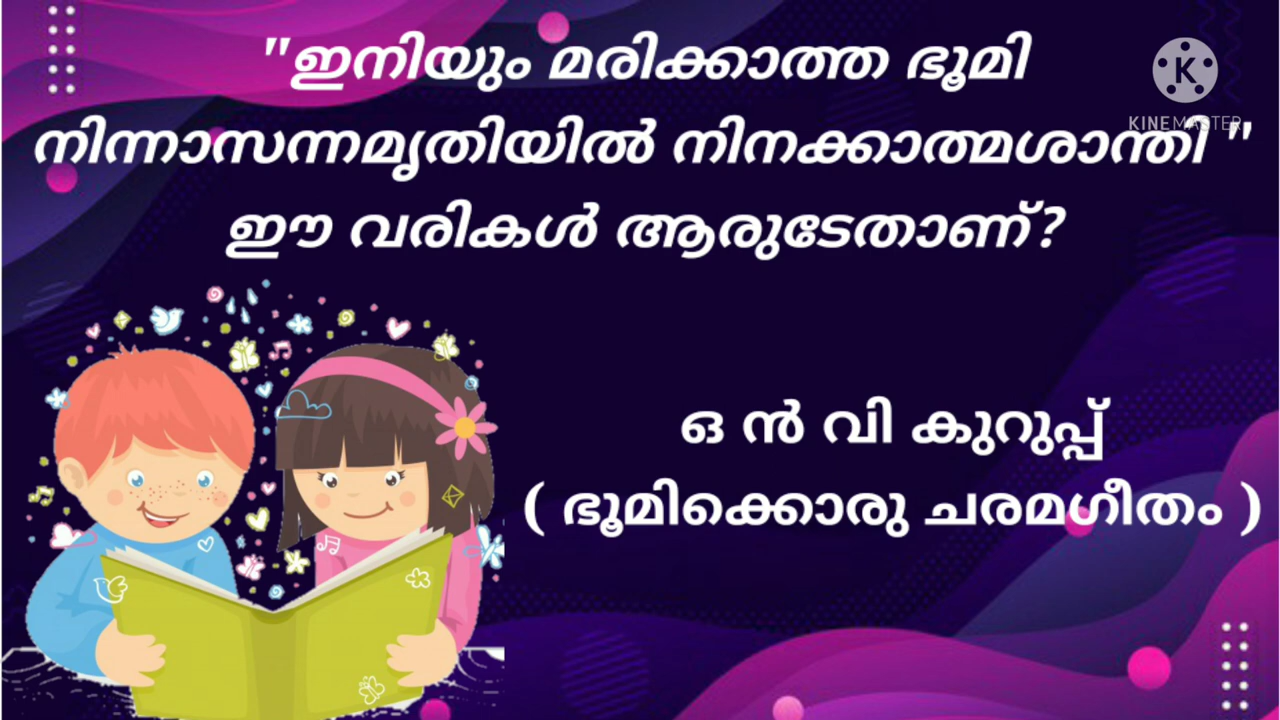 "ഇനിയും മരിക്കാത്ത ഭൂമി
നിന്നാസന്നമൃതിയിൽ നിനക്കാത്മശാന്തി "
ഈ വരികൾ ആരുടേതാണ്?
ഒ ൻ വി കുറുപ്പ്
( ഭൂമിക്കൊരു ചരമഗീതം )
K
KINEMASTER